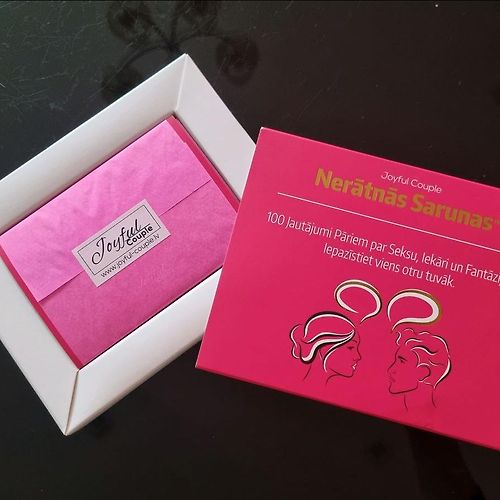 Joyful
Couple
www.joyful-couple.lv
Joyful Couple
Nerātnās Sarunas
100 Jautājumi Pāriem par Seksu, Iekāri un
Iepazīstiet viens otru tuvāk.